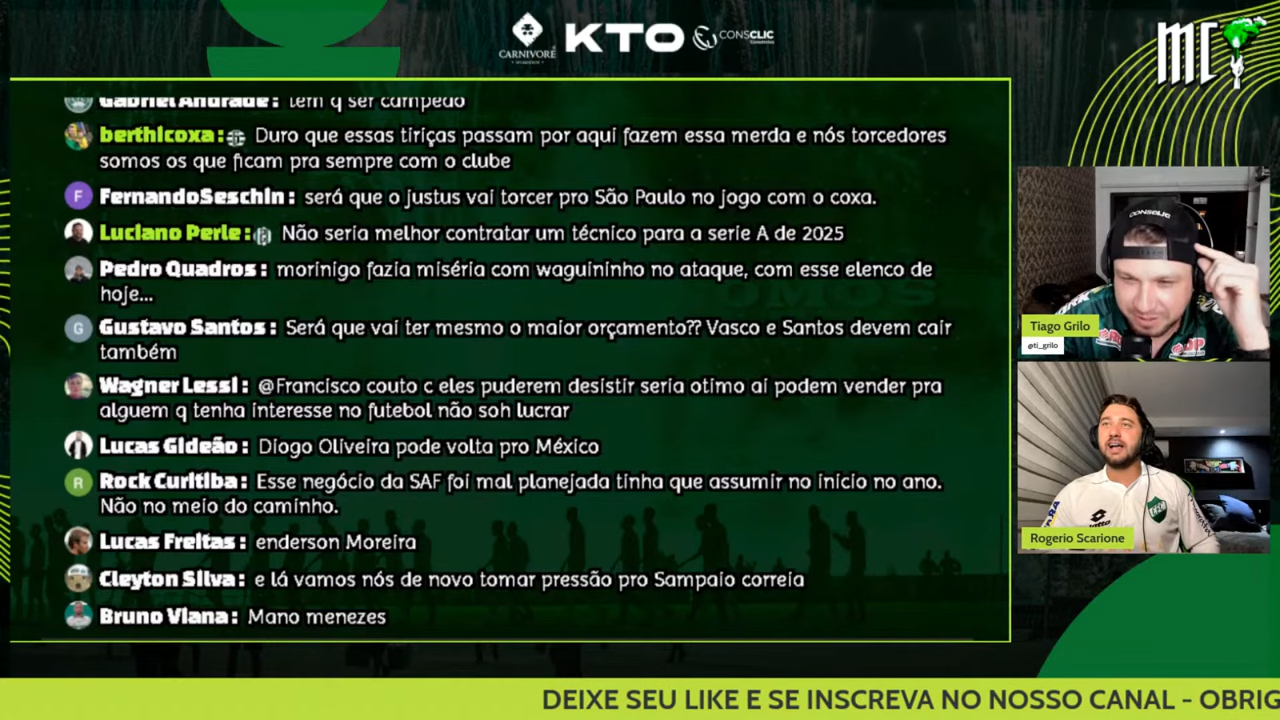 CARNIVORÊ
KTO
CONSCLIC
MC
Gabriel Andrade: tem q ser campeão
berthicoxa: Duro que essas tiriças passam por aqui fazem essa merda e nós torcedores
somos os que ficam pra sempre com o clube
F
FernandoSeschin: será que o justus vai torcer pro São Paulo no jogo com o coxa.
Luciano Perle: Não seria melhor contratar um técnico para a serie A de 2025
Pedro Quadros: morinigo fazia miséria com waguininho no ataque, com esse elenco de
hoje...
G
Gustavo Santos: Será que vai ter mesmo o maior orçamento?? Vasco e Santos devem cair
também
Wagner Lessi: @Francisco couto c eles puderem desistir seria otimo ai podem vender pra
alguem q tenha interesse no futebol não soh lucrar
Lucas Gideão: Diogo Oliveira pode volta pro México
R
Rock Curitiba: Esse negócio da SAF foi mal planejada tinha que assumir no inicio no ano.
Não no meio do caminho.
Lucas Freitas: enderson Moreira
Cleyton Silva: e lá vamos nós de novo tomar pressão pro Sampaio correia
Bruno Viana: Mano menezes
CONSCLIC
Tiago Grilo
@ti_grilo
lotto
Rogerio Scarione
DEIXE SEU LIKE E SE INSCREVA NO NOSSO CANAL - OBRIG